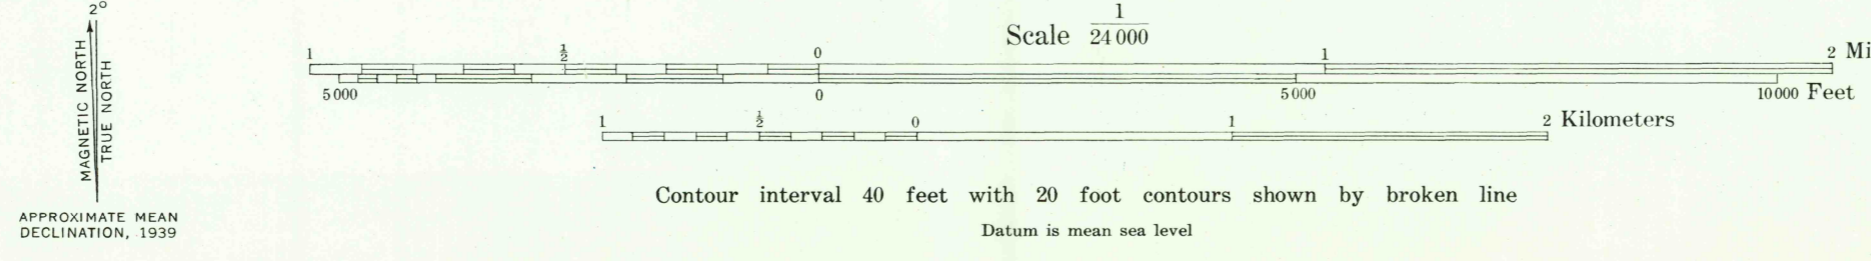 2°
MAGNETIC NORTH
TRUE NORTH
APPROXIMATE MEAN
DECLINATION, 1939
Scale 1/24 000
1 ½ 0 1 2 Mi
5 000 0 5 000 10 000 Feet
1 ½ 0 1 2 Kilometers
Contour interval 40 feet with 20 foot contours shown by broken line
Datum is mean sea level